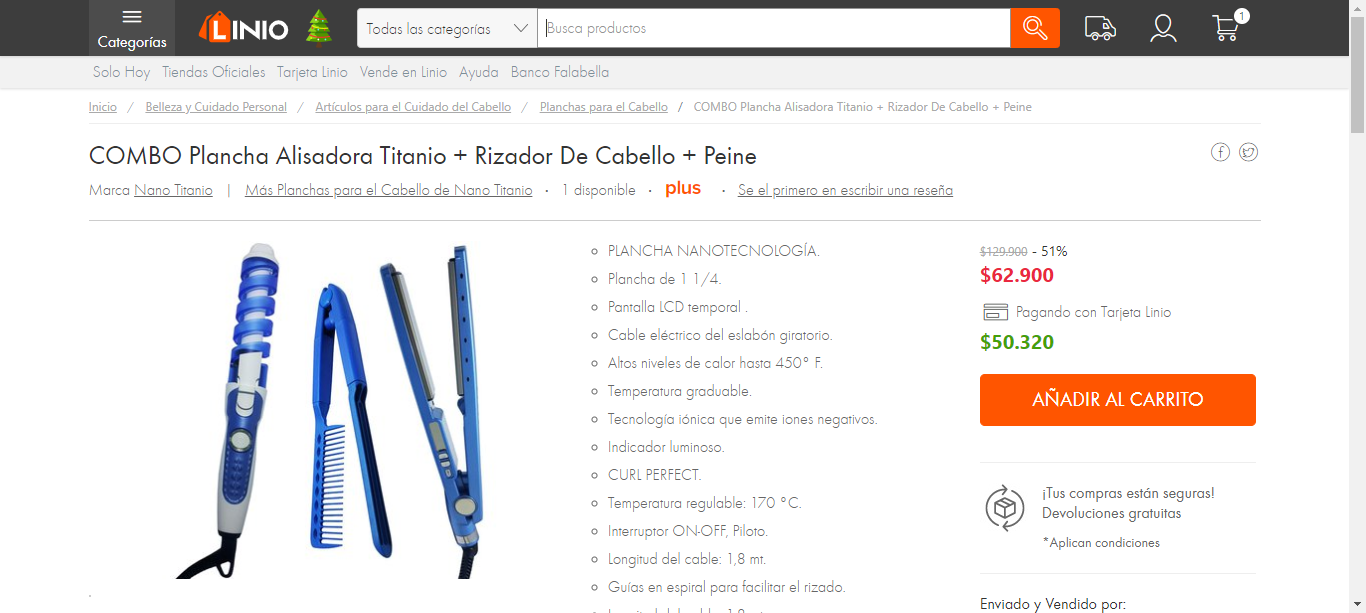 Categorías
LINIO
Todas las categorías
Busca productos
1
Solo Hoy Tiendas Oficiales Tarjeta Linio Vende en Linio Ayuda Banco Falabella
Inicio / Belleza y Cuidado Personal / Artículos para el Cuidado del Cabello / Planchas para el Cabello / COMBO Plancha Alisadora Titanio + Rizador De Cabello + Peine
COMBO Plancha Alisadora Titanio + Rizador De Cabello + Peine
Marca Nano Titanio | Más Planchas para el Cabello de Nano Titanio · 1 disponible · plus · Se el primero en escribir una reseña
PLANCHA NANOTECNOLOGÍA.
Plancha de 1 1/4.
Pantalla LCD temporal .
Cable eléctrico del eslabón giratorio.
Altos niveles de calor hasta 450° F.
Temperatura graduable.
Tecnología iónica que emite iones negativos.
Indicador luminoso.
CURL PERFECT.
Temperatura regulable: 170 °C.
Interruptor ON-OFF, Piloto.
Longitud del cable: 1,8 mt.
Guías en espiral para facilitar el rizado.
$129.900 - 51%
$62.900
Pagando con Tarjeta Linio
$50.320
AÑADIR AL CARRITO
¡Tus compras están seguras!
Devoluciones gratuitas
*Aplican condiciones
Enviado y Vendido por: